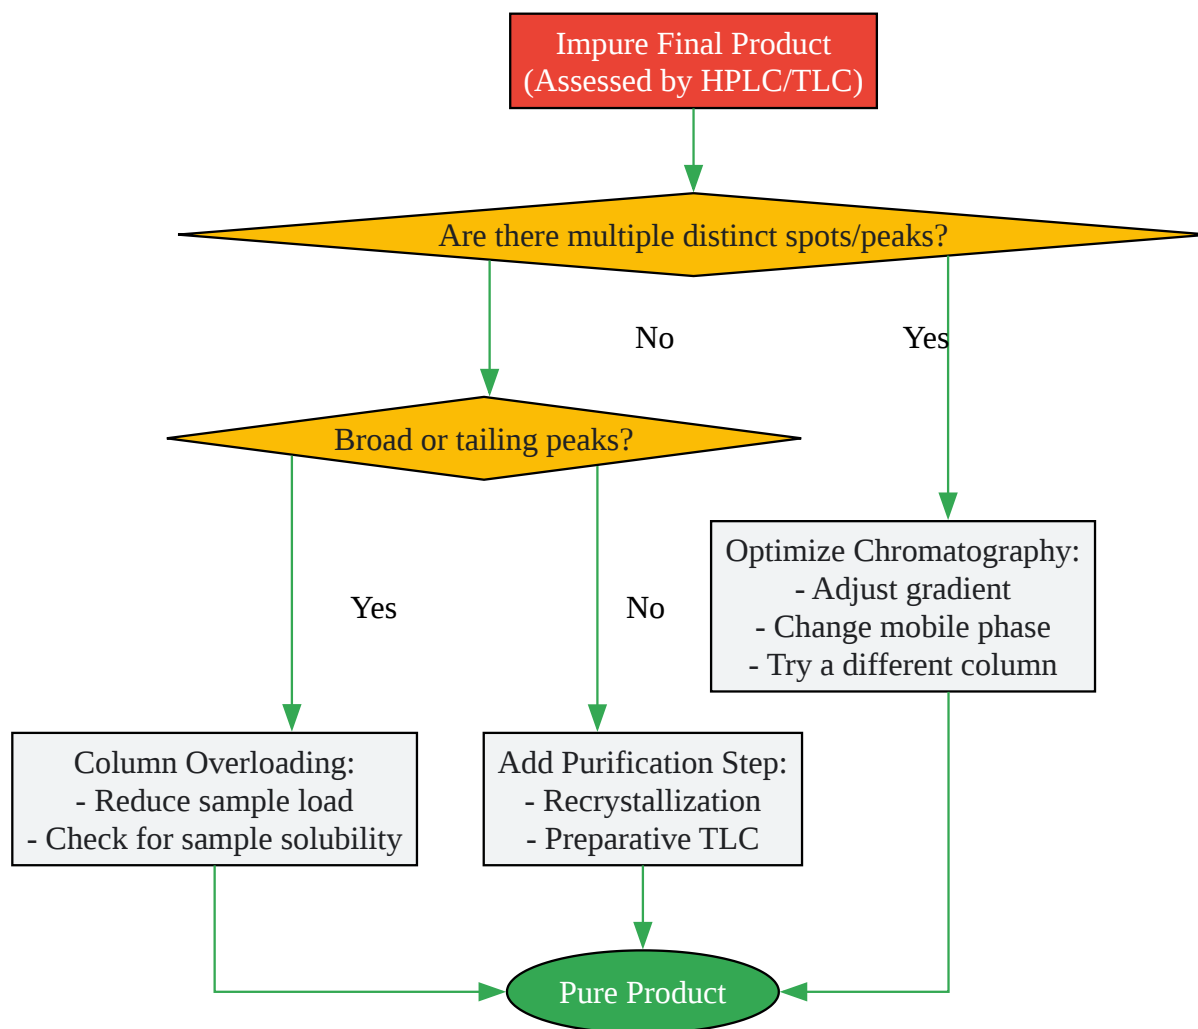 Impure Final Product
(Assessed by HPLC/TLC)
Are there multiple distinct spots/peaks?
No
Yes
Broad or tailing peaks?
Optimize Chromatography:
- Adjust gradient
- Change mobile phase
- Try a different column
Yes
No
Column Overloading:
- Reduce sample load
- Check for sample solubility
Add Purification Step:
- Recrystallization
- Preparative TLC
Pure Product